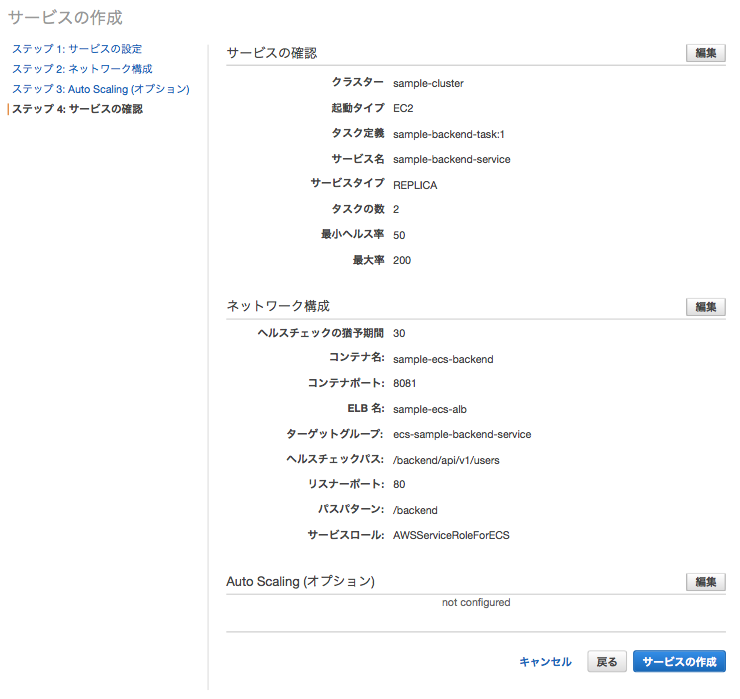 サービスの作成
ステップ 1: サービスの設定
ステップ 2: ネットワーク構成
ステップ 3: Auto Scaling (オプション)
ステップ 4: サービスの確認
サービスの確認 編集
クラスター sample-cluster
起動タイプ EC2
タスク定義 sample-backend-task:1
サービス名 sample-backend-service
サービスタイプ REPLICA
タスクの数 2
最小ヘルス率 50
最大率 200
ネットワーク構成 編集
ヘルスチェックの猶予期間 30
コンテナ名: sample-ecs-backend
コンテナポート: 8081
ELB 名: sample-ecs-alb
ターゲットグループ: ecs-sample-backend-service
ヘルスチェックパス: /backend/api/v1/users
リスナーポート: 80
パスパターン: /backend
サービスロール: AWSServiceRoleForECS
Auto Scaling (オプション) 編集
not configured
キャンセル 戻る サービスの作成